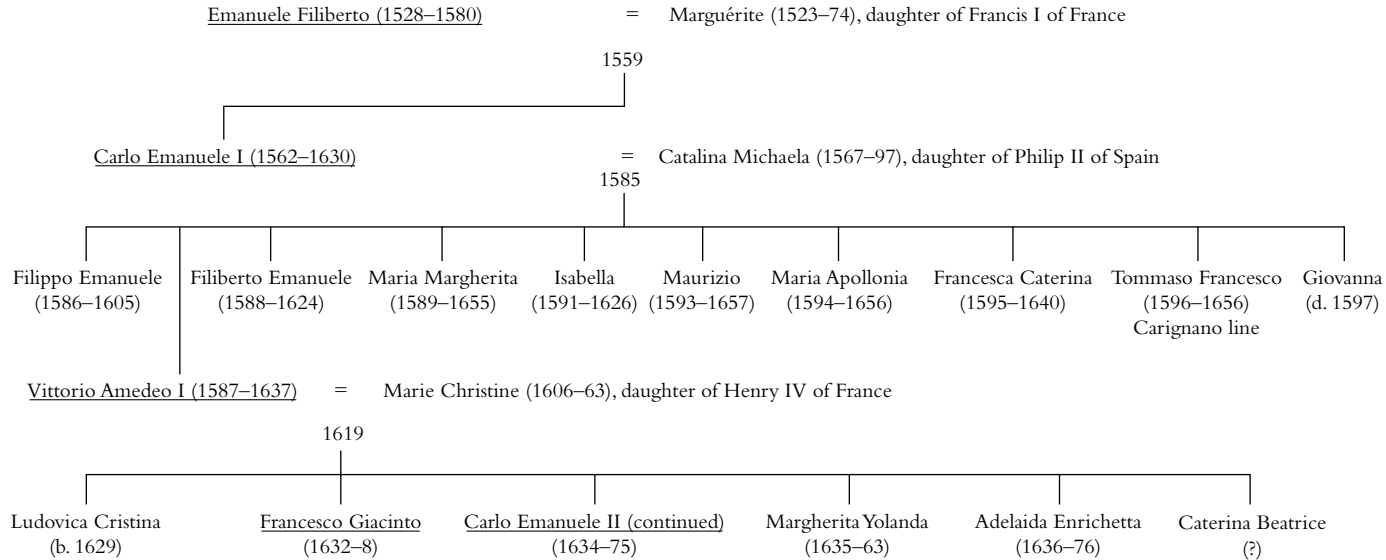 Emanuele Filiberto (1528–1580) = Marguérite (1523–74), daughter of Francis I of France
1559
Carlo Emanuele I (1562–1630) = Catalina Michaela (1567–97), daughter of Philip II of Spain
1585
Filippo Emanuele Filiberto Emanuele Maria Margherita Isabella Maurizio Maria Apollonia Francesca Caterina Tommaso Francesco Giovanna
(1586–1605) (1588–1624) (1589–1655) (1591–1626) (1593–1657) (1594–1656) (1595–1640) (1596–1656) (d. 1597)
Carignano line
Vittorio Amedeo I (1587–1637) = Marie Christine (1606–63), daughter of Henry IV of France
1619
Ludovica Cristina Francesco Giacinto Carlo Emanuele II (continued) Margherita Yolanda Adelaida Enrichetta Caterina Beatrice
(b. 1629) (1632–8) (1634–75) (1635–63) (1636–76) (?)